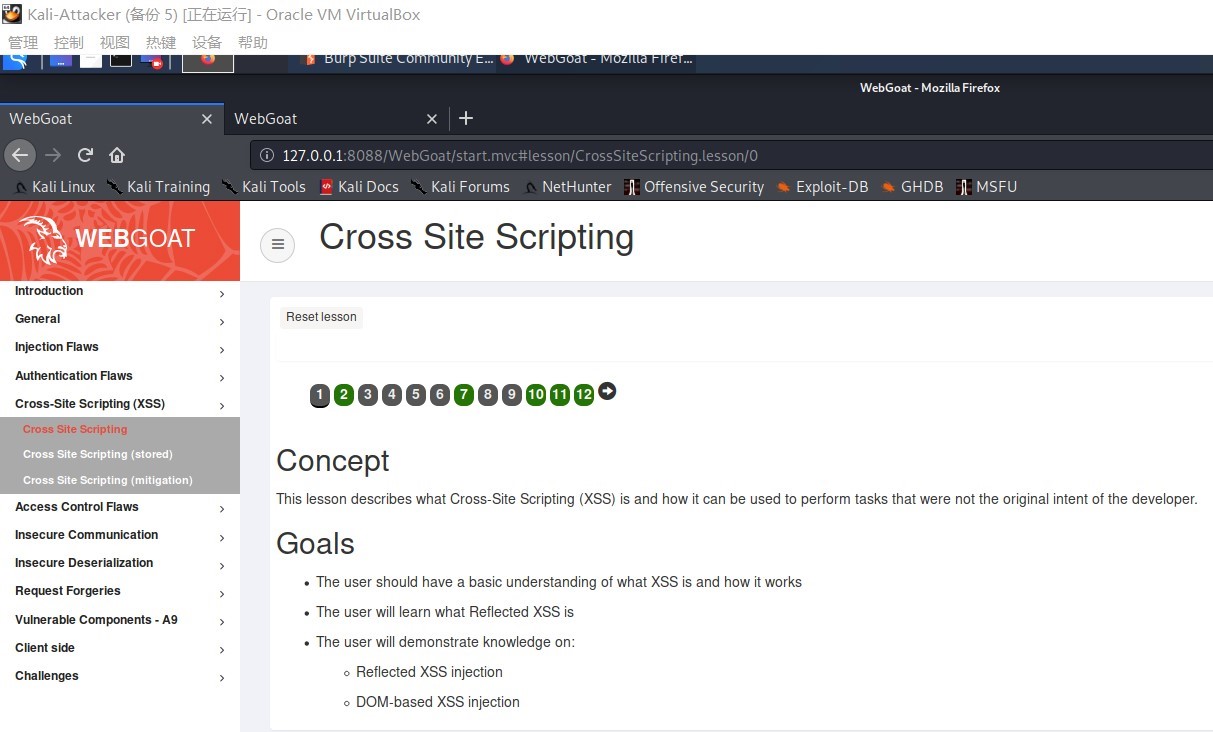 Kali-Attacker (备份 5) [正在运行] - Oracle VM VirtualBox
管理 控制 视图 热键 设备 帮助
Burp Suite Community E... WebGoat - Mozilla Firef...
WebGoat - Mozilla Firefox
WebGoat WebGoat
127.0.0.1:8088/WebGoat/start.mvc#lesson/CrossSiteScripting.lesson/0
Kali Linux Kali Training Kali Tools Kali Docs Kali Forums NetHunter Offensive Security Exploit-DB GHDB MSFU
WEBGOAT
Cross Site Scripting
Introduction
General
Injection Flaws
Authentication Flaws
Cross-Site Scripting (XSS)
Cross Site Scripting
Cross Site Scripting (stored)
Cross Site Scripting (mitigation)
Access Control Flaws
Insecure Communication
Insecure Deserialization
Request Forgeries
Vulnerable Components - A9
Client side
Challenges
Reset lesson
1 2 3 4 5 6 7 8 9 10 11 12
Concept
This lesson describes what Cross-Site Scripting (XSS) is and how it can be used to perform tasks that were not the original intent of the developer.
Goals
• The user should have a basic understanding of what XSS is and how it works
• The user will learn what Reflected XSS is
• The user will demonstrate knowledge on:
◦ Reflected XSS injection
◦ DOM-based XSS injection